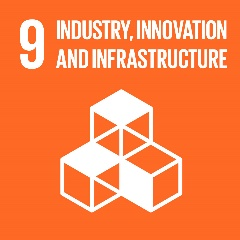 9 INDUSTRY, INNOVATION
AND INFRASTRUCTURE